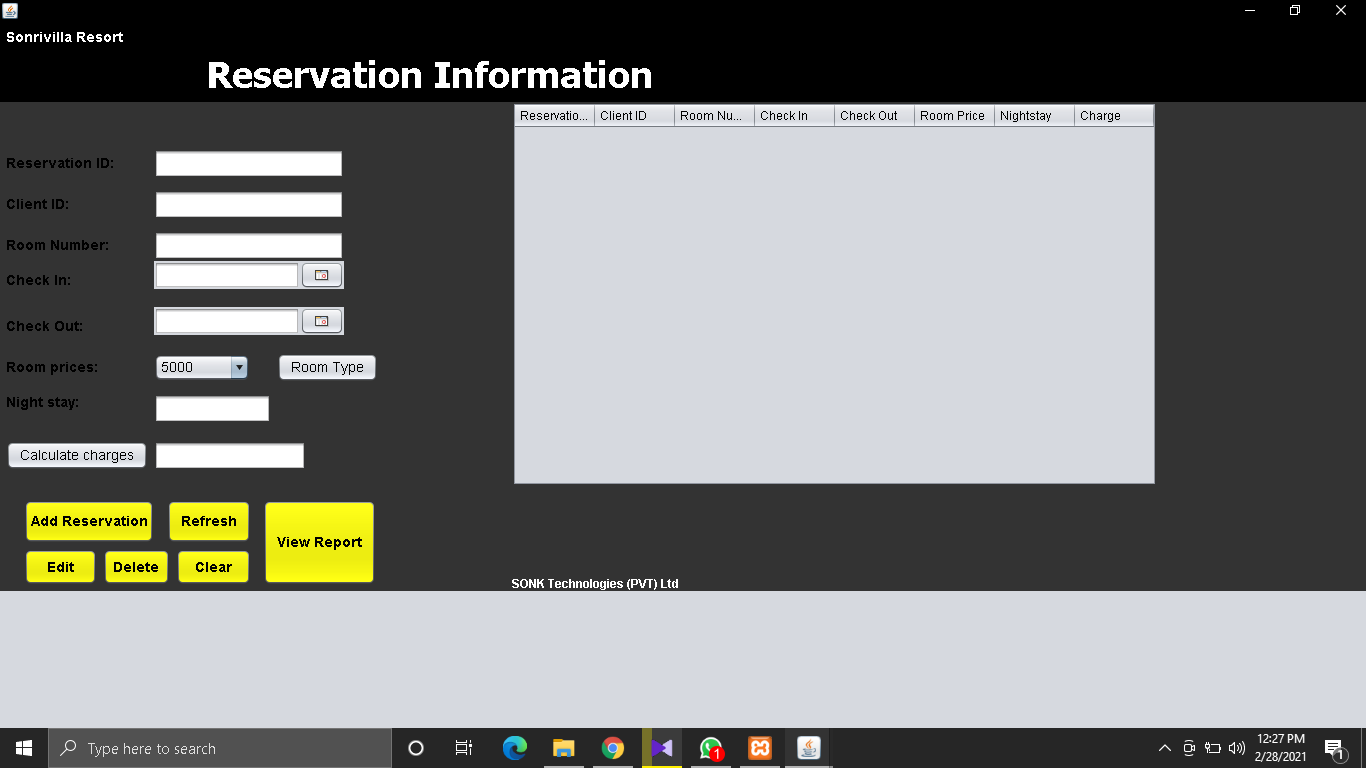 Sonrivilla Resort
Reservation Information
Reservatio... Client ID Room Nu... Check In Check Out Room Price Nightstay Charge
Reservation ID:
Client ID:
Room Number:
Check In:
Check Out:
Room prices: 5000 Room Type
Night stay:
Calculate charges
Add Reservation Refresh
View Report
Edit Delete Clear
SONK Technologies (PVT) Ltd
Type here to search
1
12:27 PM
2/28/2021
1